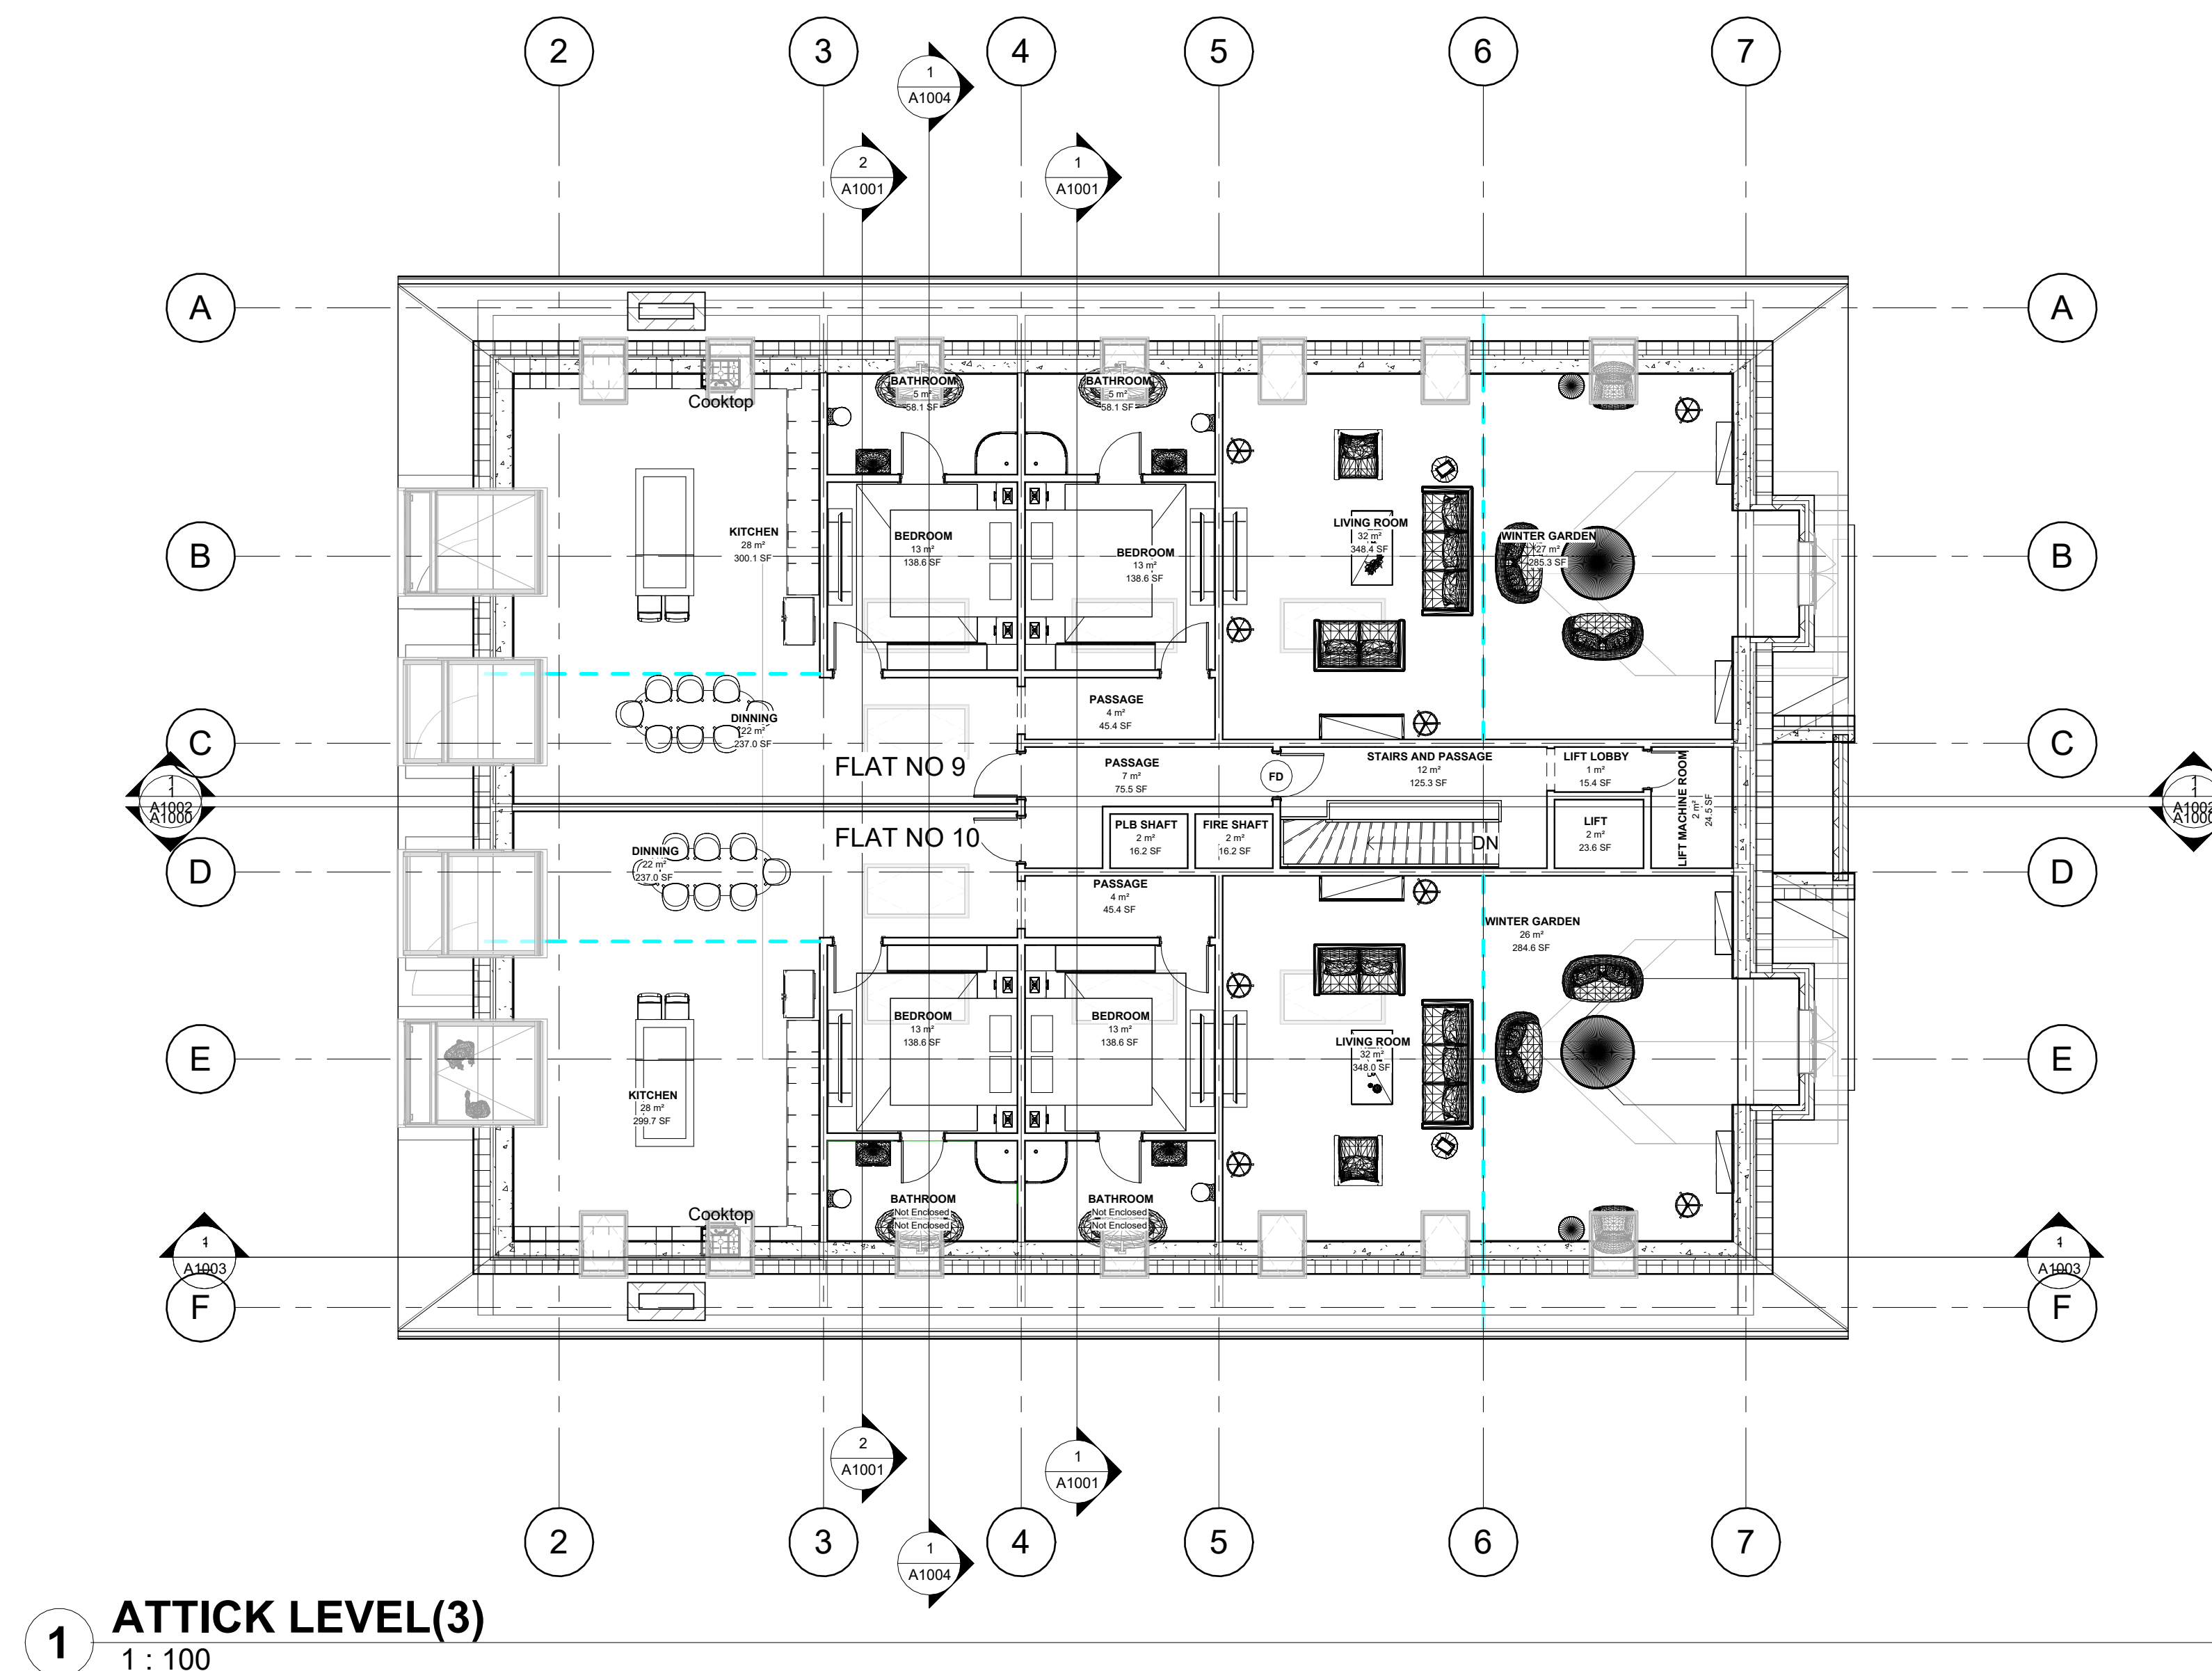 2
3
4
5
6
7
1
A1004
2
A1001
1
A1001
A
A
BATHROOM
5 m²
58.1 SF
BATHROOM
5 m²
58.1 SF
Cooktop
B
B
KITCHEN
28 m²
300.1 SF
BEDROOM
13 m²
138.6 SF
BEDROOM
13 m²
138.6 SF
LIVING ROOM
32 m²
348.4 SF
WINTER GARDEN
27 m²
285.3 SF
PASSAGE
4 m²
45.4 SF
DINNING
22 m²
237.0 SF
C
C
FLAT NO 9
PASSAGE
7 m²
75.5 SF
FD
STAIRS AND PASSAGE
12 m²
125.3 SF
LIFT LOBBY
1 m²
15.4 SF
LIFT MACHINE ROOM
2 m²
24.5 SF
1
1
A1002
A1000
1
1
A1002
A1000
FLAT NO 10
PLB SHAFT
2 m²
16.2 SF
FIRE SHAFT
2 m²
16.2 SF
DN
LIFT
2 m²
23.6 SF
DINNING
22 m²
237.0 SF
D
D
PASSAGE
4 m²
45.4 SF
WINTER GARDEN
26 m²
284.6 SF
BEDROOM
13 m²
138.6 SF
BEDROOM
13 m²
138.6 SF
LIVING ROOM
32 m²
348.0 SF
E
E
KITCHEN
28 m²
299.7 SF
BATHROOM
Not Enclosed
Not Enclosed
BATHROOM
Not Enclosed
Not Enclosed
Cooktop
1
A1003
1
A1003
F
F
2
A1001
1
A1001
1
A1004
2
3
4
5
6
7
1
ATTICK LEVEL(3)
1 : 100